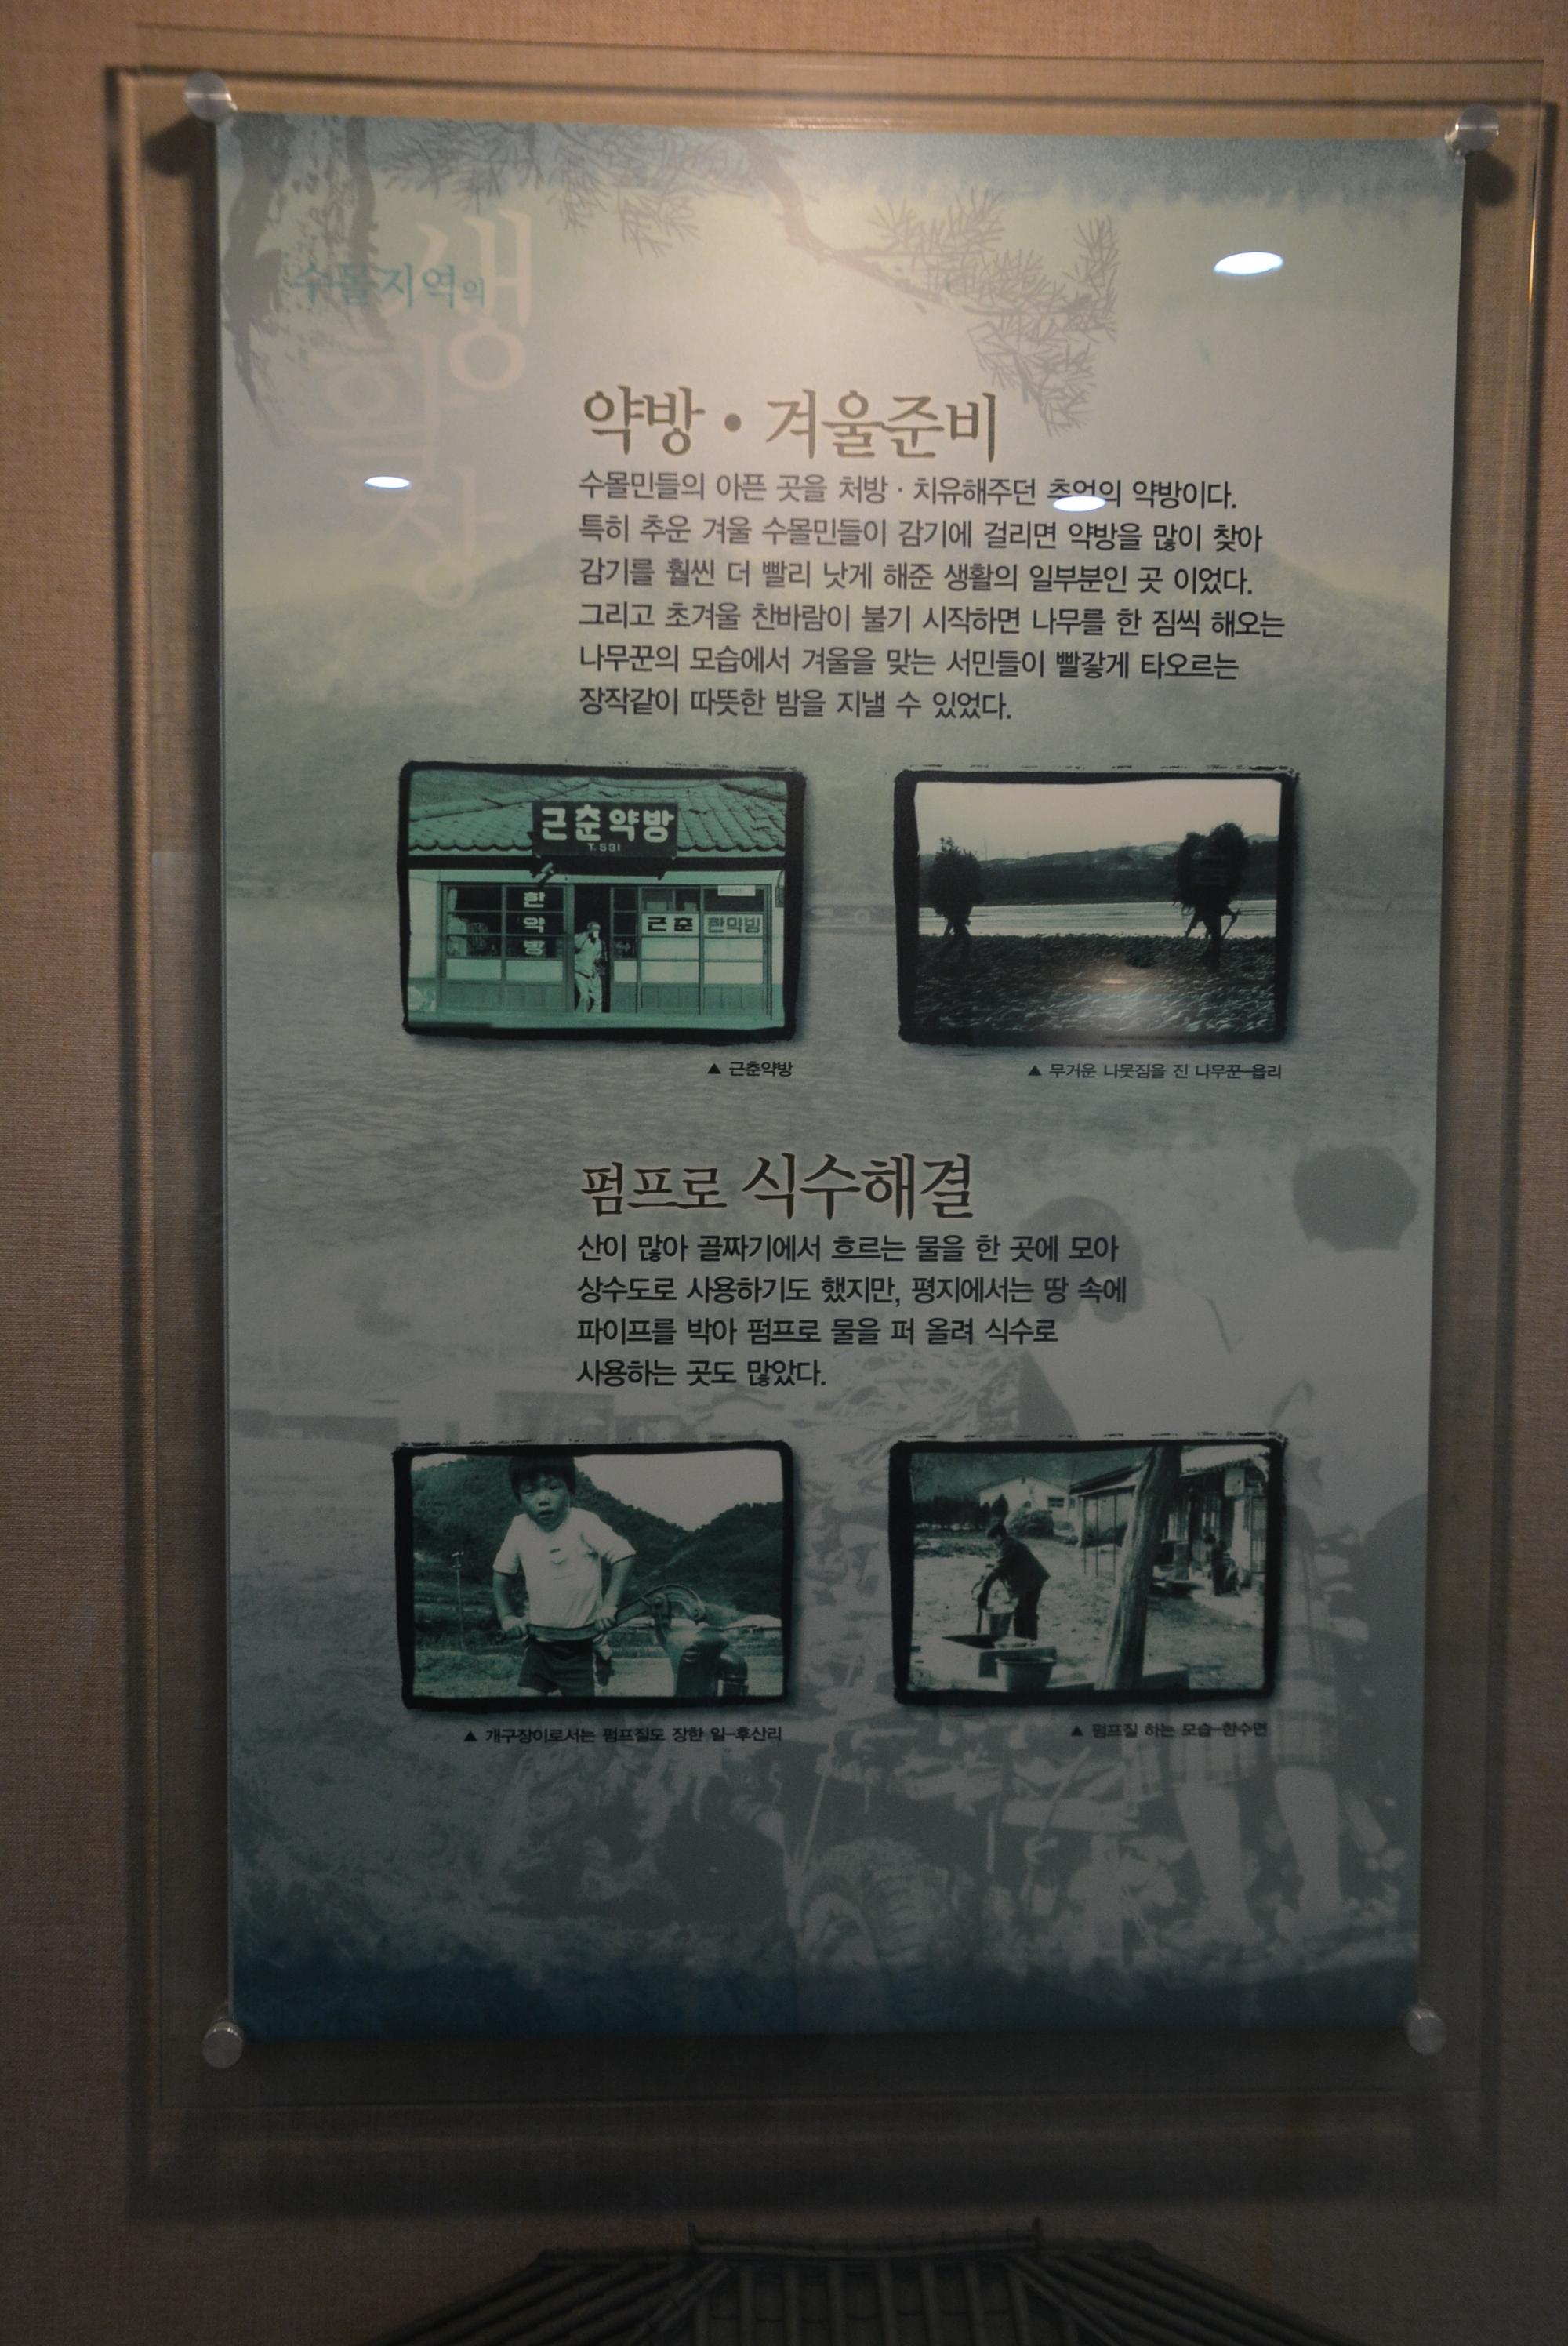 수몰지역의
생활상
약방 • 겨울준비
수몰민들의 아픈 곳을 처방 · 치유해주던 추억의 약방이다.
특히 추운 겨울 수몰민들이 감기에 걸리면 약방을 많이 찾아
감기를 훨씬 더 빨리 낫게 해준 생활의 일부분인 곳 이었다.
그리고 초겨울 찬바람이 불기 시작하면 나무를 한 짐씩 해오는
나무꾼의 모습에서 겨울을 맞는 서민들이 빨갛게 타오르는
장작같이 따뜻한 밤을 지낼 수 있었다.
근춘약방
T. 531
한약방
근춘 한약방
▲ 근춘약방
▲ 무거운 나뭇짐을 진 나무꾼-읍리
펌프로 식수해결
산이 많아 골짜기에서 흐르는 물을 한 곳에 모아
상수도로 사용하기도 했지만, 평지에서는 땅 속에
파이프를 박아 펌프로 물을 퍼 올려 식수로
사용하는 곳도 많았다.
▲ 개구장이로서는 펌프질도 장한 일-후산리
▲ 펌프질 하는 모습-한수면